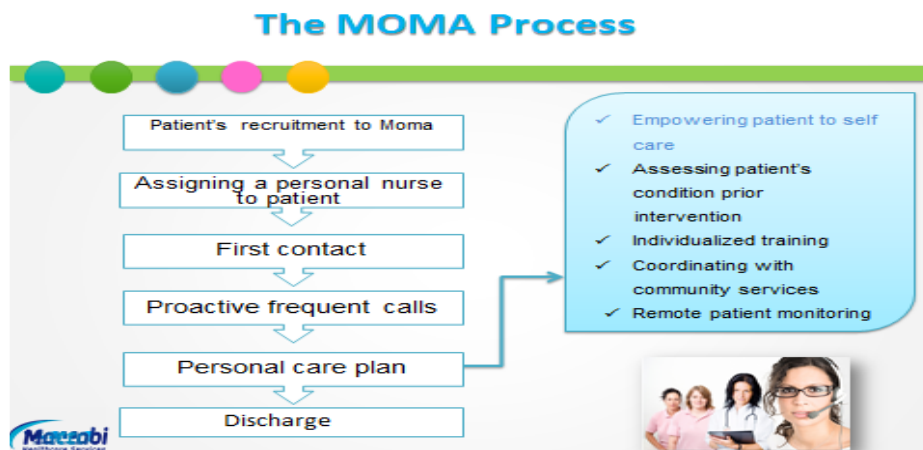 The MOMA Process
Patient's recruitment to Moma
Assigning a personal nurse
to patient
First contact
Proactive frequent calls
Personal care plan
Discharge
✓ Empowering patient to self
care
✓ Assessing patient's
condition prior
intervention
✓ Individualized training
✓ Coordinating with
community services
✓ Remote patient monitoring
Maccabi
Healthcare Services